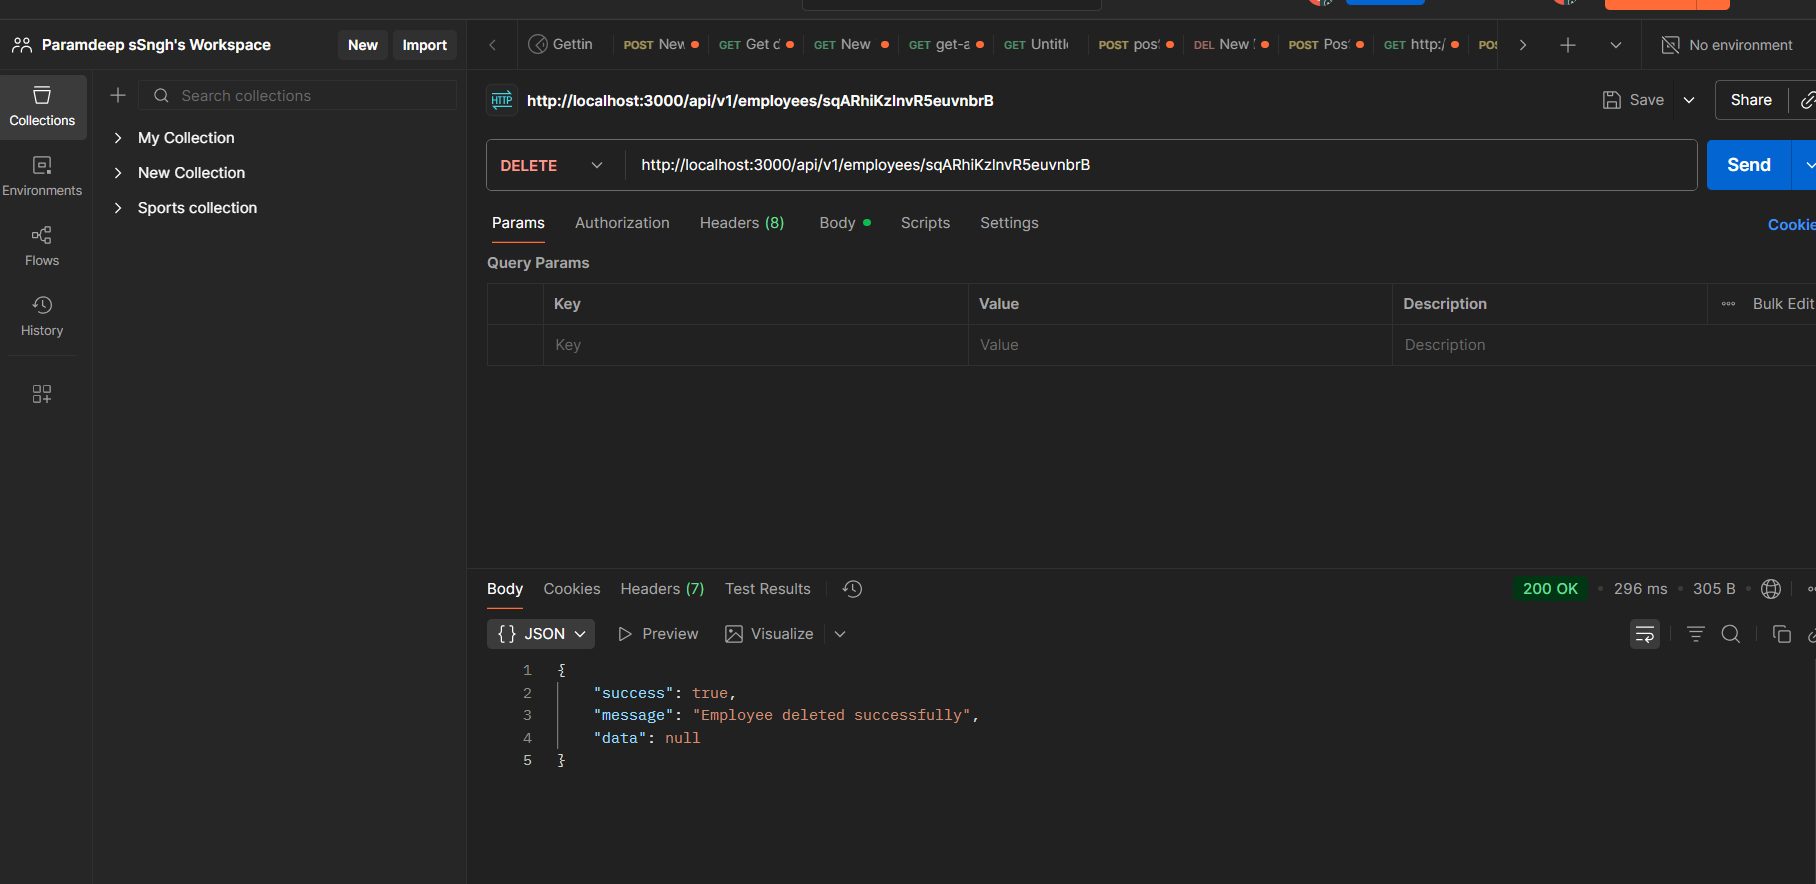 Paramdeep sSngh's Workspace
New
Import
Gettin
POST New
GET Get d
GET New
GET get-a
GET Untitl
POST pos
DEL New
POST Pos
GET http:/
POS
No environment
Collections
Search collections
My Collection
New Collection
Sports collection
Environments
Flows
History
HTTP
http://localhost:3000/api/v1/employees/sqARhiKzlnvR5euvnbrB
Save
Share
DELETE
http://localhost:3000/api/v1/employees/sqARhiKzlnvR5euvnbrB
Send
Params
Authorization
Headers (8)
Body
Scripts
Settings
Cookie
Query Params
Key
Value
Description
Bulk Edit
Key
Value
Description
Body
Cookies
Headers (7)
Test Results
200 OK
296 ms
305 B
{} JSON
Preview
Visualize
1 {
2 "success": true,
3 "message": "Employee deleted successfully",
4 "data": null
5 }